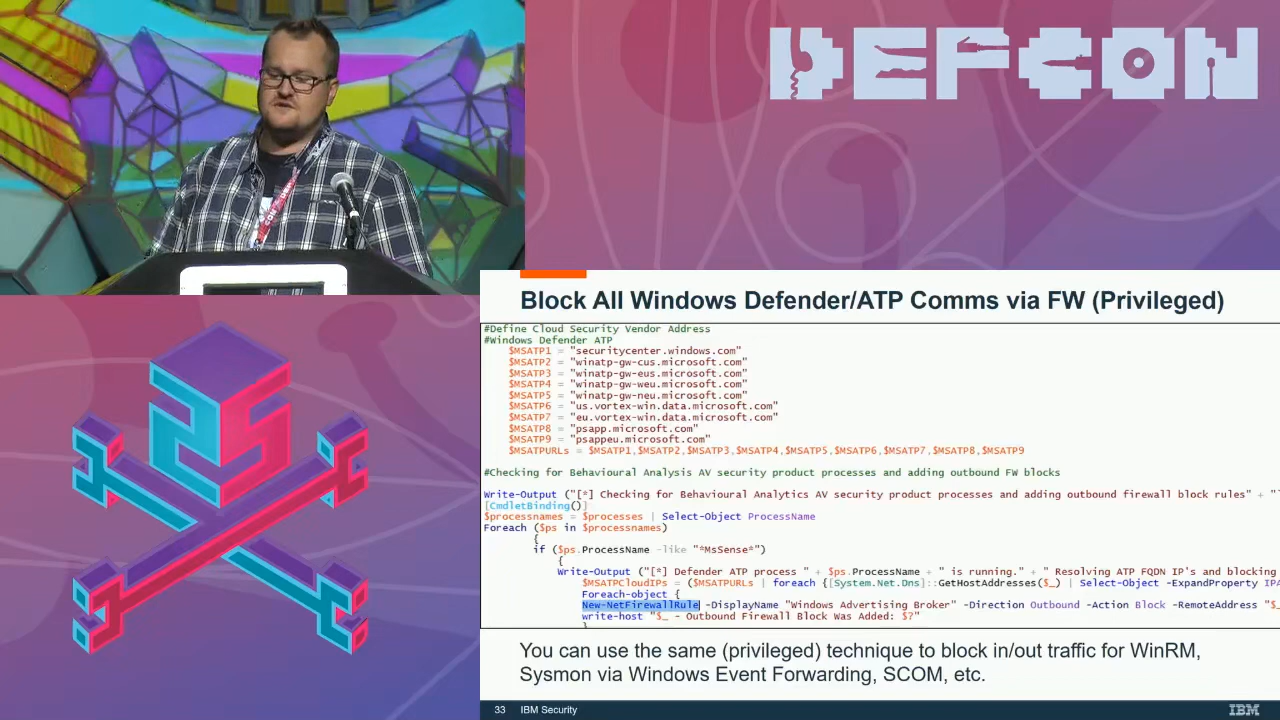 DEFCON
Block All Windows Defender/ATP Comms via FW (Privileged)
#Define Cloud Security Vendor Address
#Windows Defender ATP
$MSATP1 = "securitycenter.windows.com"
$MSATP2 = "winatp-gw-cus.microsoft.com"
$MSATP3 = "winatp-gw-eus.microsoft.com"
$MSATP4 = "winatp-gw-weu.microsoft.com"
$MSATP5 = "winatp-gw-neu.microsoft.com"
$MSATP6 = "us.vortex-win.data.microsoft.com"
$MSATP7 = "eu.vortex-win.data.microsoft.com"
$MSATP8 = "psapp.microsoft.com"
$MSATP9 = "psappeu.microsoft.com"
$MSATPURLs = $MSATP1,$MSATP2,$MSATP3,$MSATP4,$MSATP5,$MSATP6,$MSATP7,$MSATP8,$MSATP9
#Checking for Behavioural Analysis AV security product processes and adding outbound FW blocks
Write-Output ("[*] Checking for Behavioural Analytics AV security product processes and adding outbound firewall block rules" + "`
[CmdletBinding()]
$processnames = $processes | Select-Object ProcessName
Foreach ($ps in $processnames)
{
if ($ps.ProcessName -like "*MsSense*")
{
Write-Output ("[*] Defender ATP process " + $ps.ProcessName + " is running." + " Resolving ATP FQDN IP's and blocking
$MSATPCloudIPs = ($MSATPURLs | foreach {[System.Net.Dns]::GetHostAddresses($_) | Select-Object -ExpandProperty IPA
Foreach-object {
New-NetFirewallRule -DisplayName "Windows Advertising Broker" -Direction Outbound -Action Block -RemoteAddress "$_
write-host "$_ - Outbound Firewall Block Was Added: $?"
}
You can use the same (privileged) technique to block in/out traffic for WinRM,
Sysmon via Windows Event Forwarding, SCOM, etc.
33 IBM Security
IBM